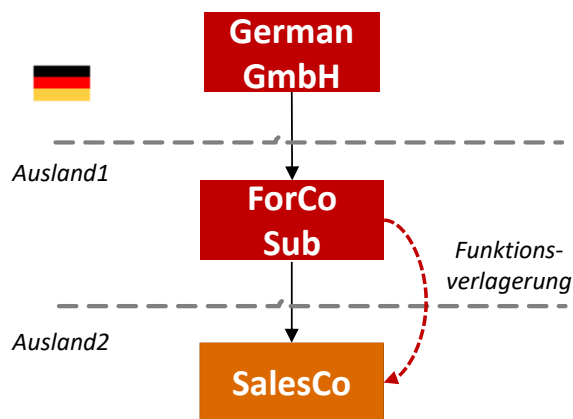 German
GmbH
Ausland1
ForCo
Sub
Funktions-
verlagerung
Ausland2
SalesCo